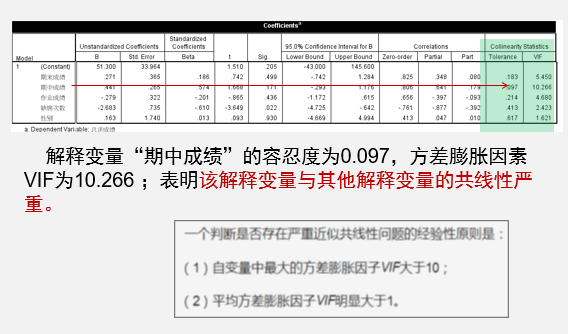 Coefficientsª
Unstandardized Coefficients Standardized Coefficients 95.0% Confidence Interval for B Correlations Collinearity Statistics
Model B Std. Error Beta t Sig. Lower Bound Upper Bound Zero-order Partial Part Tolerance VIF
1 (Constant) 51.300 33.964 1.510 .205 -43.000 145.600
期末成绩 .271 .365 .186 .742 .499 -.742 1.284 .825 .348 .080 .183 5.450
期中成绩 .441 .265 .574 1.668 .171 -.293 1.176 .806 .641 .179 .097 10.266
作业成绩 -.279 .322 -.201 -.865 .436 -1.172 .615 .656 -.397 -.093 .214 4.680
缺席次数 -2.683 .735 -.610 -3.649 .022 -4.725 -.642 -.761 -.877 -.392 .413 2.423
性别 .163 1.740 .013 .093 .930 -4.669 4.994 .413 .047 .010 .617 1.621
a. Dependent Variable: 总评成绩
解释变量“期中成绩”的容忍度为0.097，方差膨胀因素
VIF为10.266；表明该解释变量与其他解释变量的共线性严
重。
一个判断是否存在严重近似共线性问题的经验性原则是：
（1）自变量中最大的方差膨胀因子VIF大于10；
（2）平均方差膨胀因子VIF明显大于1。